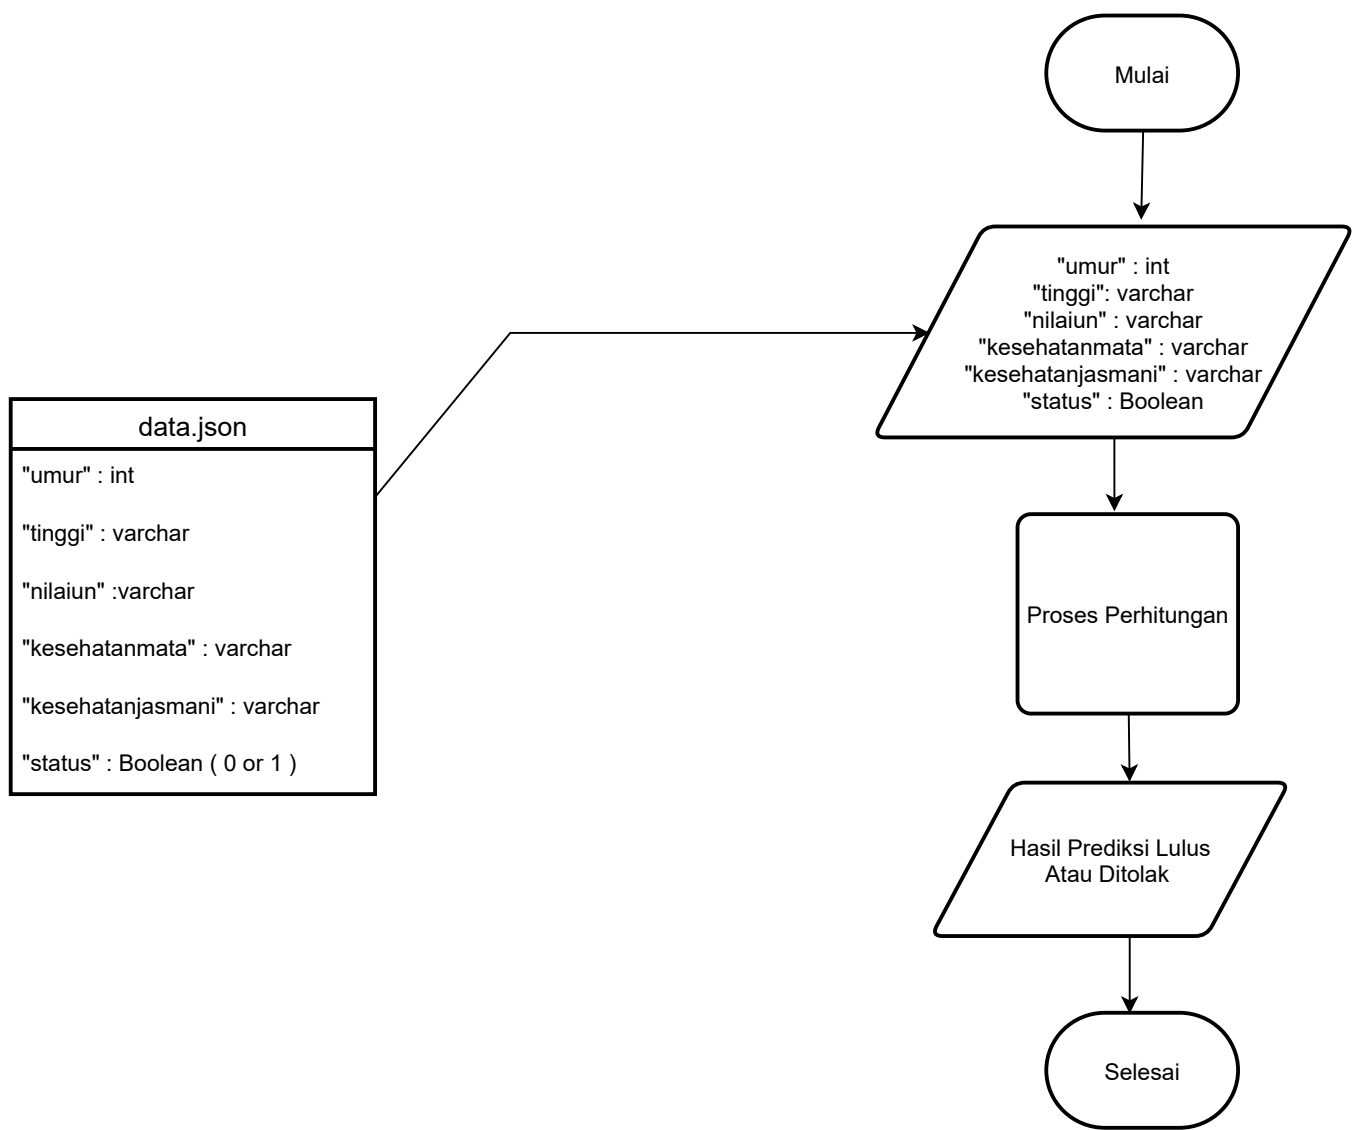 Mulai
"umur" : int
"tinggi": varchar
"nilaiun" : varchar
"kesehatanmata" : varchar
"kesehatanjasmani" : varchar
"status" : Boolean
data.json
"umur" : int
"tinggi" : varchar
"nilaiun" :varchar
"kesehatanmata" : varchar
"kesehatanjasmani" : varchar
"status" : Boolean ( 0 or 1 )
Proses Perhitungan
Hasil Prediksi Lulus
Atau Ditolak
Selesai